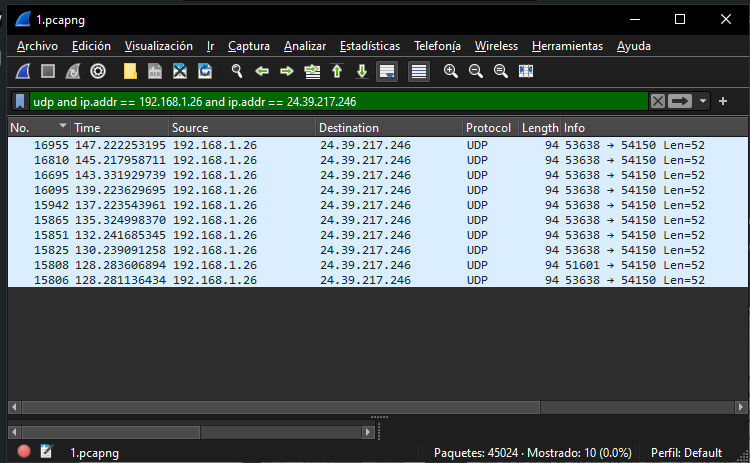 1.pcapng
Archivo Edición Visualización Ir Captura Analizar Estadísticas Telefonía Wireless Herramientas Ayuda
udp and ip.addr == 192.168.1.26 and ip.addr == 24.39.217.246
No. Time Source Destination Protocol Length Info
16955 147.222253195 192.168.1.26 24.39.217.246 UDP 94 53638 → 54150 Len=52
16810 145.217958711 192.168.1.26 24.39.217.246 UDP 94 53638 → 54150 Len=52
16695 143.331929739 192.168.1.26 24.39.217.246 UDP 94 53638 → 54150 Len=52
16095 139.223629695 192.168.1.26 24.39.217.246 UDP 94 53638 → 54150 Len=52
15942 137.223543961 192.168.1.26 24.39.217.246 UDP 94 53638 → 54150 Len=52
15865 135.324998370 192.168.1.26 24.39.217.246 UDP 94 53638 → 54150 Len=52
15851 132.241685345 192.168.1.26 24.39.217.246 UDP 94 53638 → 54150 Len=52
15825 130.239091258 192.168.1.26 24.39.217.246 UDP 94 53638 → 54150 Len=52
15808 128.283606894 192.168.1.26 24.39.217.246 UDP 94 51601 → 54150 Len=52
15806 128.281136434 192.168.1.26 24.39.217.246 UDP 94 53638 → 54150 Len=52
1.pcapng Paquetes: 45024 · Mostrado: 10 (0.0%) Perfil: Default